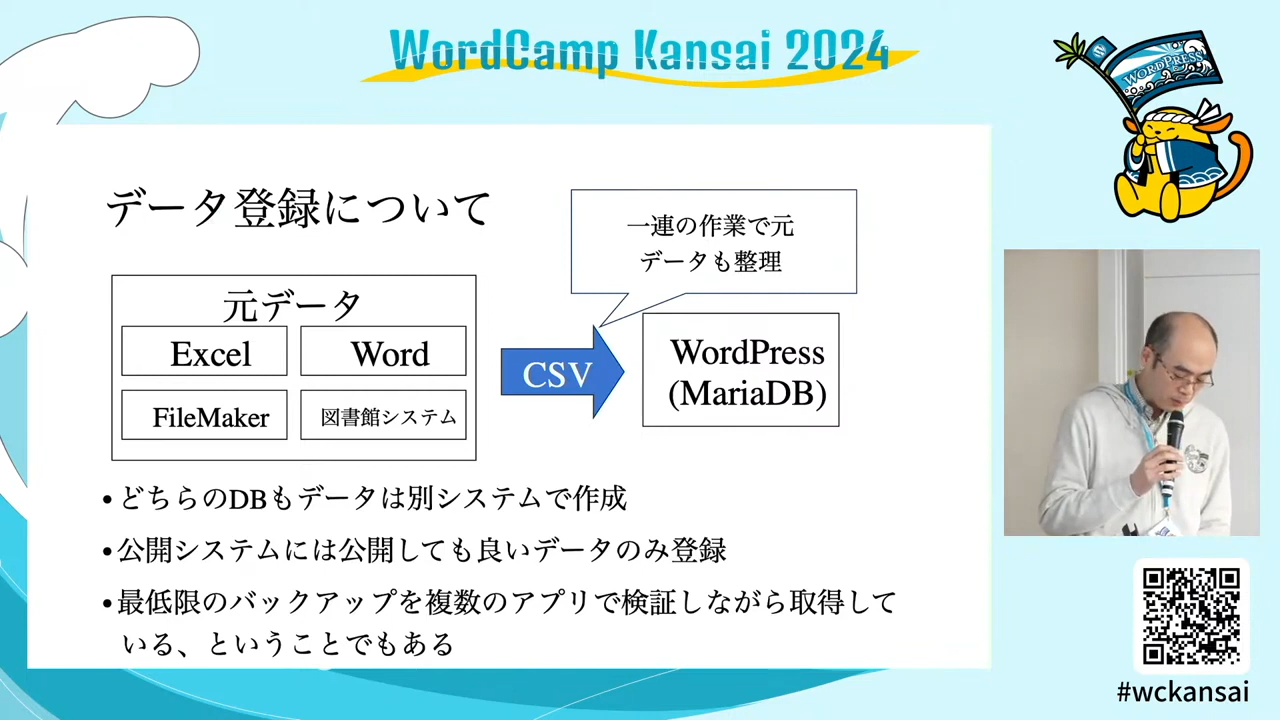 WordCamp Kansai 2024
WORDPRESS
データ登録について
一連の作業で元
データも整理
元データ
Excel
Word
FileMaker
図書館システム
CSV
WordPress
(MariaDB)
•どちらのDBもデータは別システムで作成
•公開システムには公開しても良いデータのみ登録
•最低限のバックアップを複数のアプリで検証しながら取得して
いる、ということでもある
#wckansai